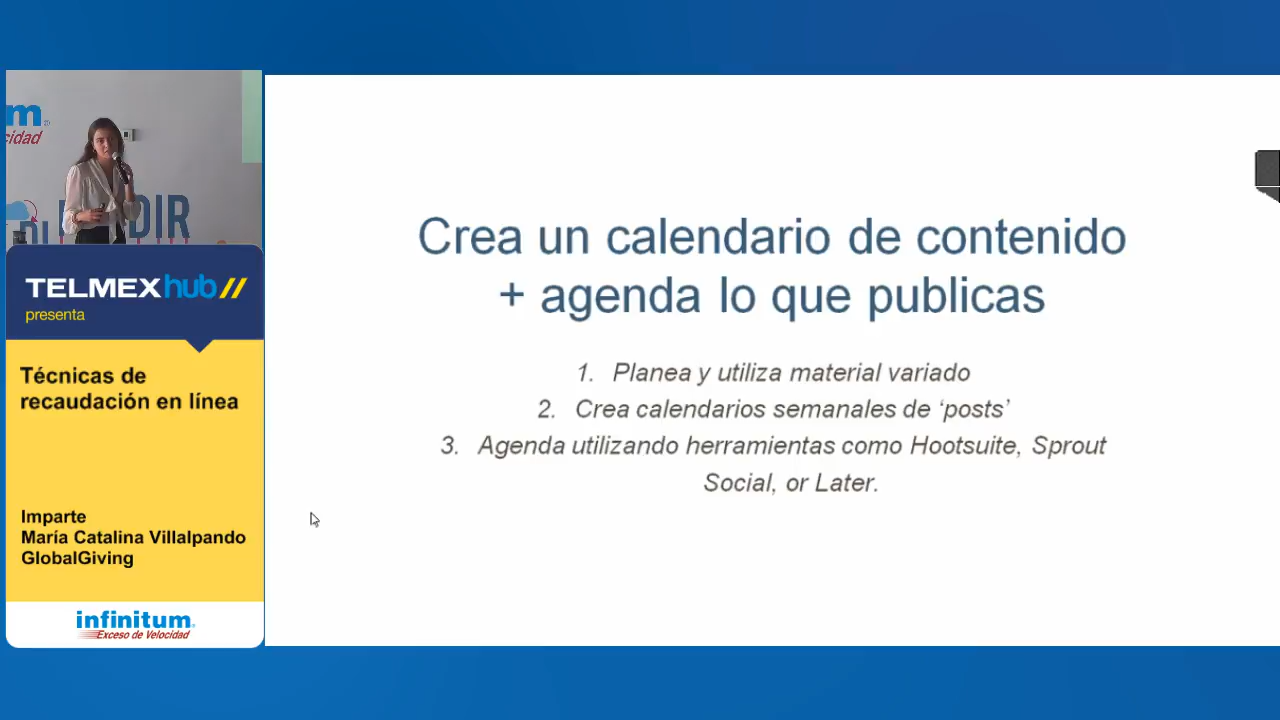 m
cidad
DIR
TELMEXhub//
presenta
Técnicas de
recaudación en línea
Imparte
María Catalina Villalpando
GlobalGiving
infinitum
Exceso de Velocidad
Crea un calendario de contenido
+ agenda lo que publicas
1. Planea y utiliza material variado
2. Crea calendarios semanales de ‘posts’
3. Agenda utilizando herramientas como Hootsuite, Sprout
Social, or Later.